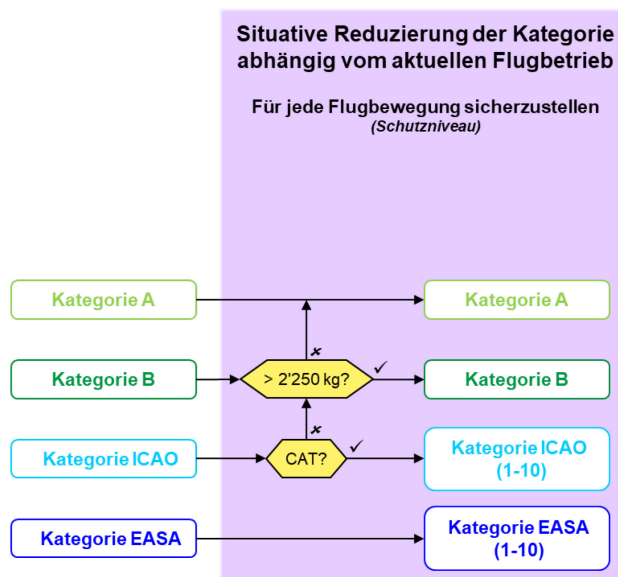 Situative Reduzierung der Kategorie
abhängig vom aktuellen Flugbetrieb
Für jede Flugbewegung sicherzustellen
(Schutzniveau)
Kategorie A
Kategorie A
✗
✓
Kategorie B
> 2'250 kg?
Kategorie B
✗
✓
Kategorie ICAO
CAT?
Kategorie ICAO
(1-10)
Kategorie EASA
Kategorie EASA
(1-10)